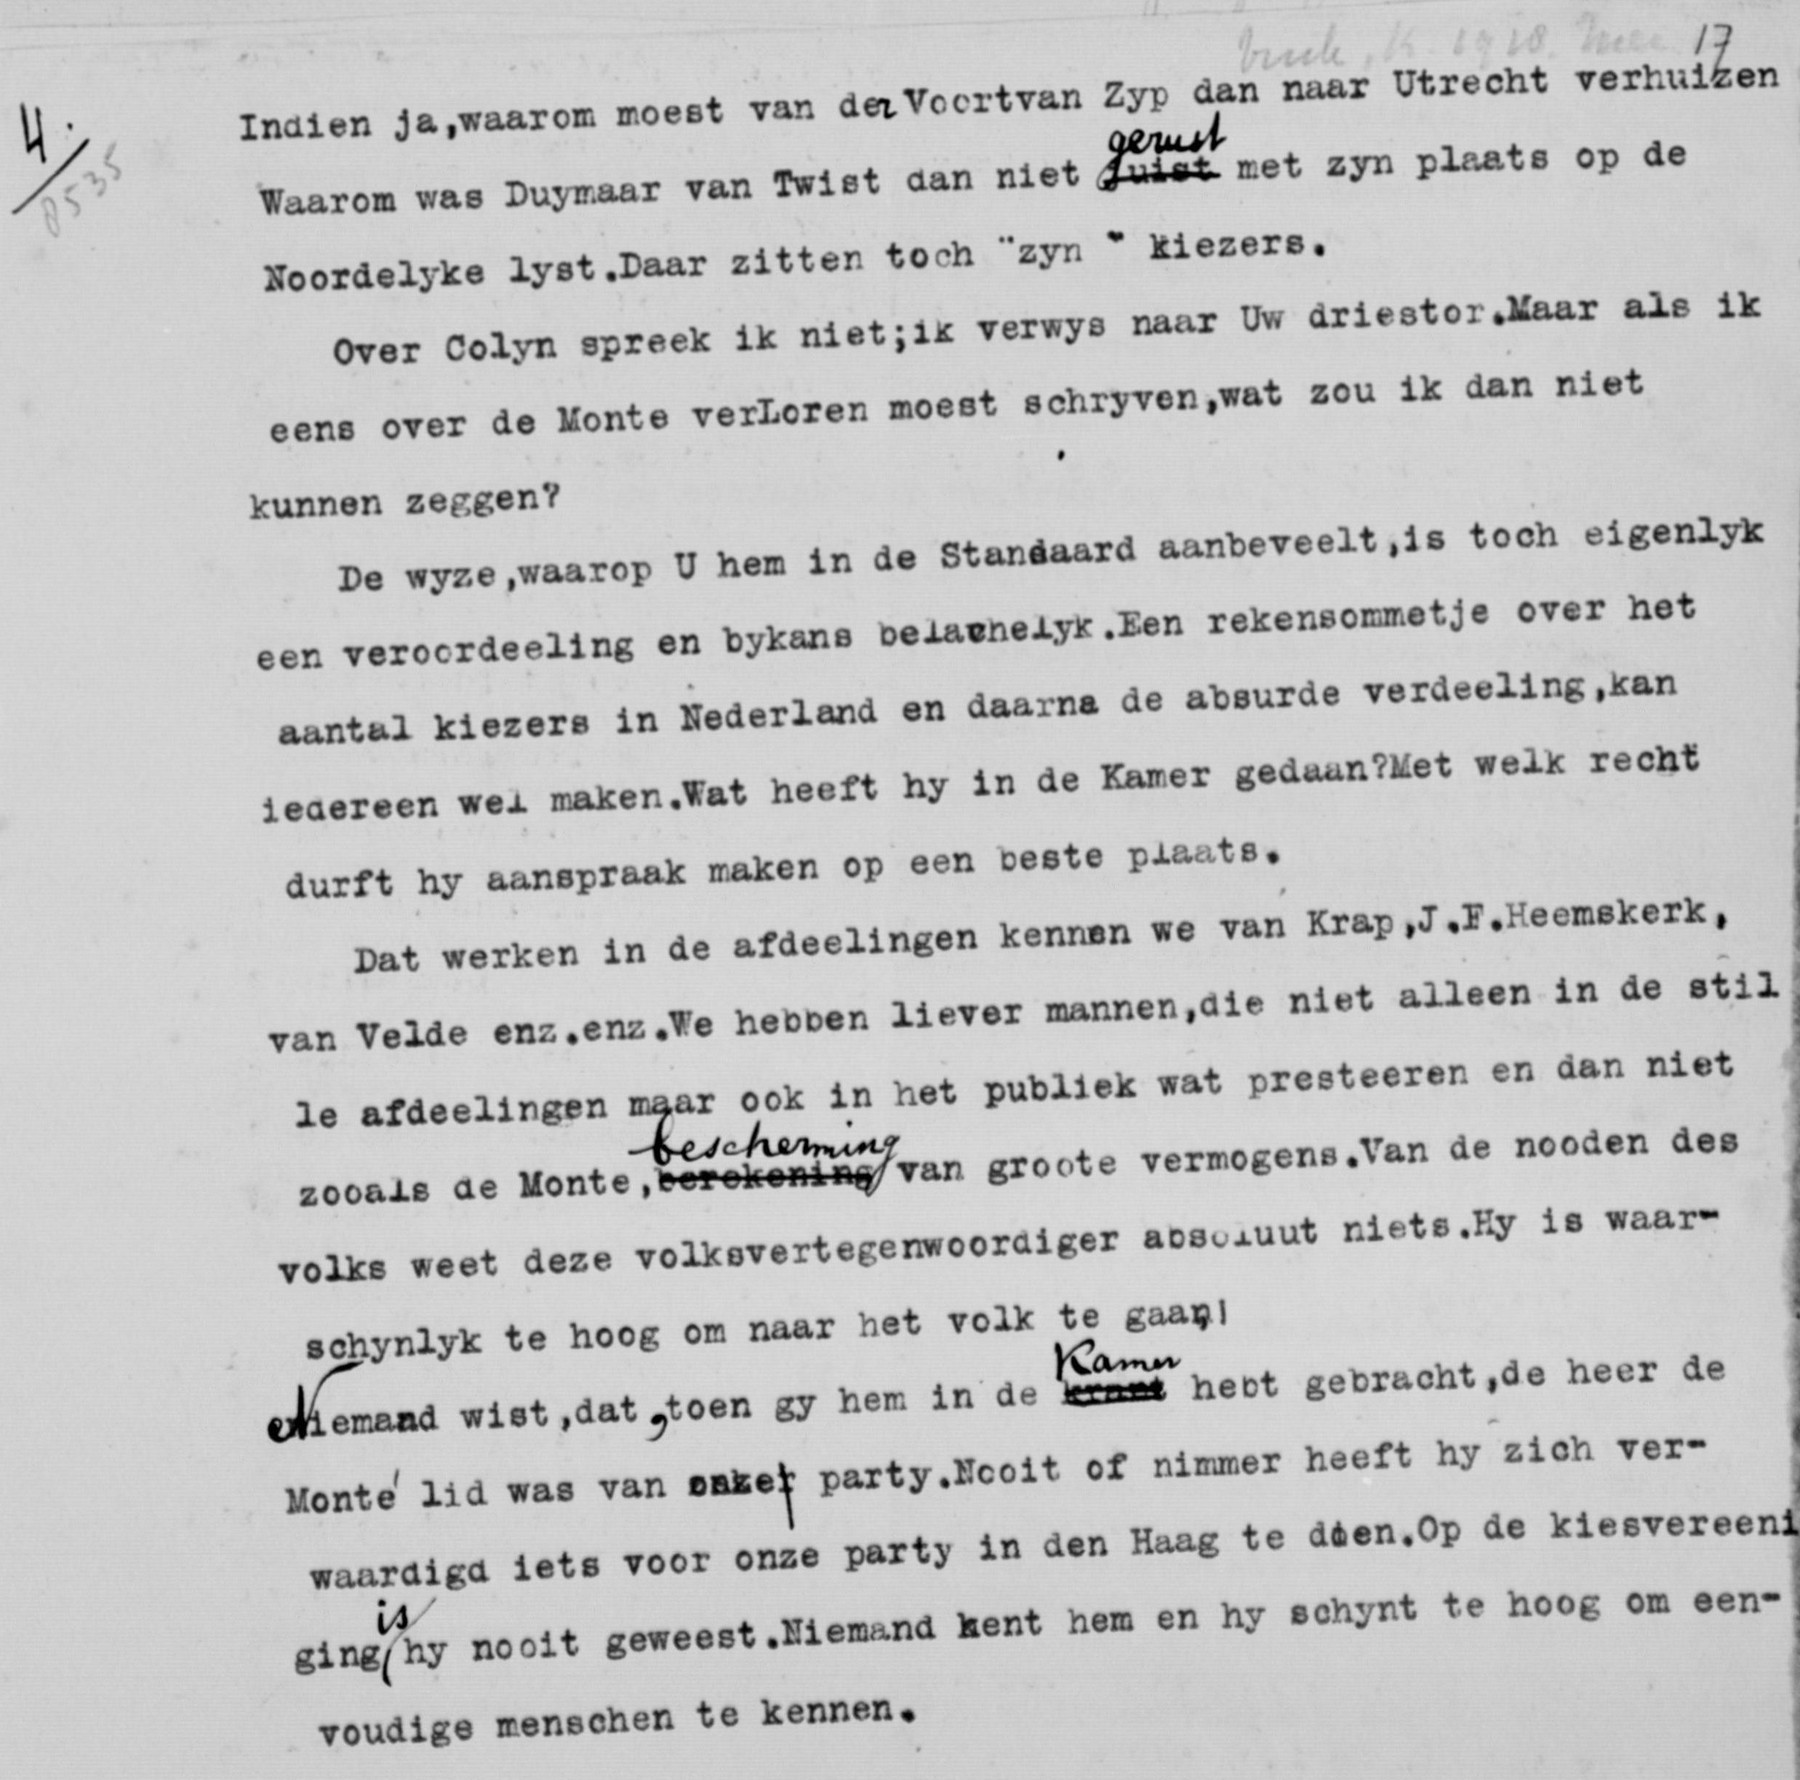 17
4.
8535
Indien ja,waarom moest van der Voortvan Zyp dan naar Utrecht verhuizen
gerust
Waarom was Duymaar van Twist dan niet juist met zyn plaats op de
Noordelyke lyst.Daar zitten toch "zyn " kiezers.
Over Colyn spreek ik niet;ik verwys naar Uw driestor.Maar als ik
eens over de Monte verLoren moest schryven,wat zou ik dan niet
kunnen zeggen?
De wyze,waarop U hem in de Standaard aanbeveelt,is toch eigenlyk
een veroordeeling en bykans belachelyk.Een rekensommetje over het
aantal kiezers in Nederland en daarna de absurde verdeeling,kan
iedereen wel maken.Wat heeft hy in de Kamer gedaan?Met welk recht
durft hy aanspraak maken op een beste plaats.
Dat werken in de afdeelingen kennen we van Krap,J.F.Heemskerk,
van Velde enz.enz.We hebben liever mannen,die niet alleen in de stil
le afdeelingen maar ook in het publiek wat presteeren en dan niet
bescherming
zooals de Monte,berekening van groote vermogens.Van de nooden des
volks weet deze volksvertegenwoordiger absoluut niets.Hy is waar-
schynlyk te hoog om naar het volk te gaan!
Kamer
Niemand wist,dat,toen gy hem in de krant hebt gebracht,de heer de
Monté lid was van onze party.Nooit of nimmer heeft hy zich ver-
waardigd iets voor onze party in den Haag te doen.Op de kiesvereeni
is
ging hy nooit geweest.Niemand kent hem en hy schynt te hoog om een-
voudige menschen te kennen.